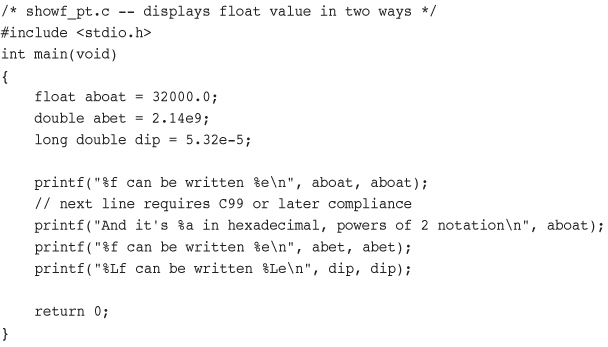 /* showf_pt.c -- displays float value in two ways */
#include <stdio.h>
int main(void)
{
    float aboat = 32000.0;
    double abet = 2.14e9;
    long double dip = 5.32e-5;

    printf("%f can be written %e\n", aboat, aboat);
    // next line requires C99 or later compliance
    printf("And it's %a in hexadecimal, powers of 2 notation\n", aboat);
    printf("%f can be written %e\n", abet, abet);
    printf("%Lf can be written %Le\n", dip, dip);

    return 0;
}